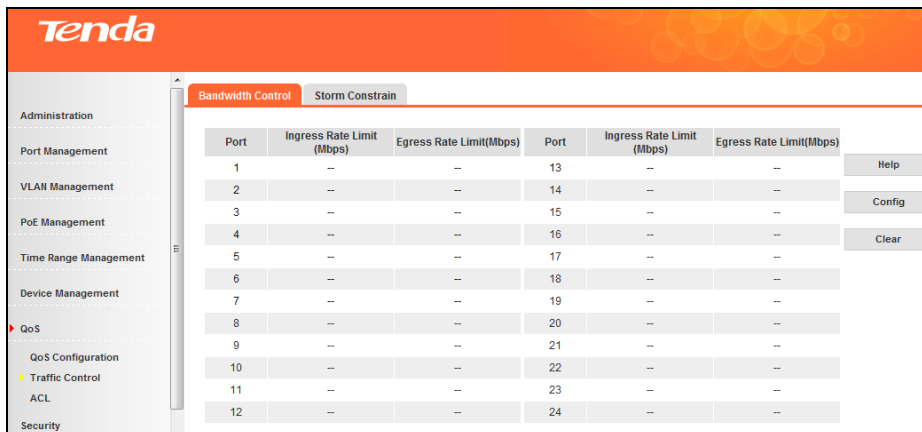 Tenda
Administration
Port Management
VLAN Management
PoE Management
Time Range Management
Device Management
QoS
QoS Configuration
Traffic Control
ACL
Security
Bandwidth Control Storm Constrain
Port Ingress Rate Limit (Mbps) Egress Rate Limit(Mbps) Port Ingress Rate Limit (Mbps) Egress Rate Limit(Mbps)
1 -- -- 13 -- --
2 -- -- 14 -- --
3 -- -- 15 -- --
4 -- -- 16 -- --
5 -- -- 17 -- --
6 -- -- 18 -- --
7 -- -- 19 -- --
8 -- -- 20 -- --
9 -- -- 21 -- --
10 -- -- 22 -- --
11 -- -- 23 -- --
12 -- -- 24 -- --
Help
Config
Clear